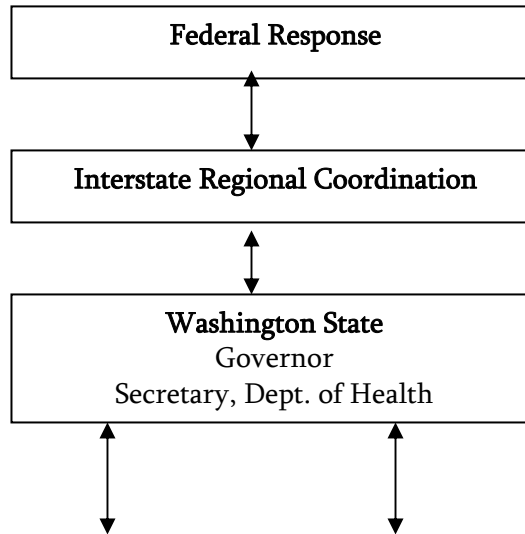 Federal Response
Interstate Regional Coordination
Washington State
Governor
Secretary, Dept. of Health